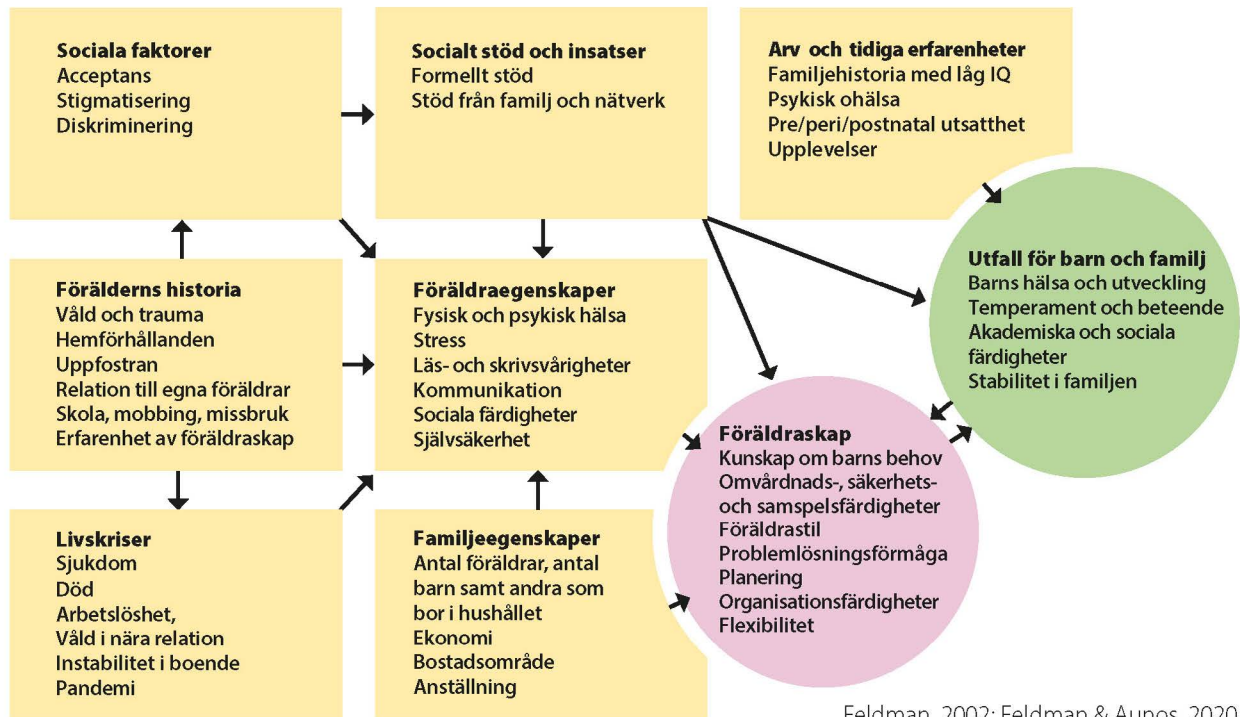 Sociala faktorer
Acceptans
Stigmatisering
Diskriminering
Socialt stöd och insatser
Formellt stöd
Stöd från familj och nätverk
Arv och tidiga erfarenheter
Familjehistoria med låg IQ
Psykisk ohälsa
Pre/peri/postnatal utsatthet
Upplevelser
Förälderns historia
Våld och trauma
Hemförhållanden
Uppfostran
Relation till egna föräldrar
Skola, mobbing, missbruk
Erfarenhet av föräldraskap
Föräldraegenskaper
Fysisk och psykisk hälsa
Stress
Läs- och skrivsvårigheter
Kommunikation
Sociala färdigheter
Självsäkerhet
Utfall för barn och familj
Barns hälsa och utveckling
Temperament och beteende
Akademiska och sociala
färdigheter
Stabilitet i familjen
Livskriser
Sjukdom
Död
Arbetslöshet,
Våld i nära relation
Instabilitet i boende
Pandemi
Familjeegenskaper
Antal föräldrar, antal
barn samt andra som
bor i hushållet
Ekonomi
Bostadsområde
Anställning
Föräldraskap
Kunskap om barns behov
Omvårdnads-, säkerhets-
och samspelsfärdigheter
Föräldrastil
Problemlösningsförmåga
Planering
Organisationsfärdigheter
Flexibilitet
Feldman, 2002; Feldman & Aunos, 2020